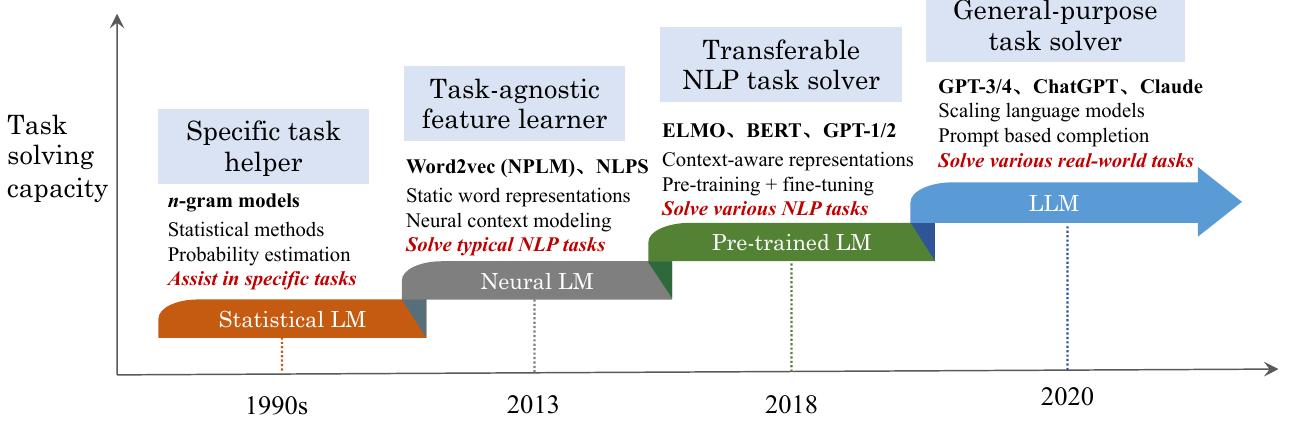 General-purpose
task solver
Transferable
NLP task solver
Task-agnostic
feature learner
Specific task
helper
Task
solving
capacity
GPT-3/4、ChatGPT、Claude
Scaling language models
Prompt based completion
Solve various real-world tasks
ELMO、BERT、GPT-1/2
Context-aware representations
Pre-training + fine-tuning
Solve various NLP tasks
Word2vec (NPLM)、NLPS
Static word representations
Neural context modeling
Solve typical NLP tasks
n-gram models
Statistical methods
Probability estimation
Assist in specific tasks
LLM
Pre-trained LM
Neural LM
Statistical LM
1990s
2013
2018
2020